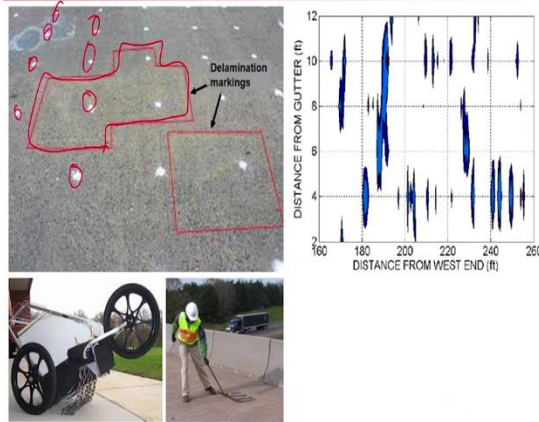 Delamination
markings
12
10
8
6
4
2
DISTANCE FROM GUTTER (ft)
160 180 200 220 240 260
DISTANCE FROM WEST END (ft)